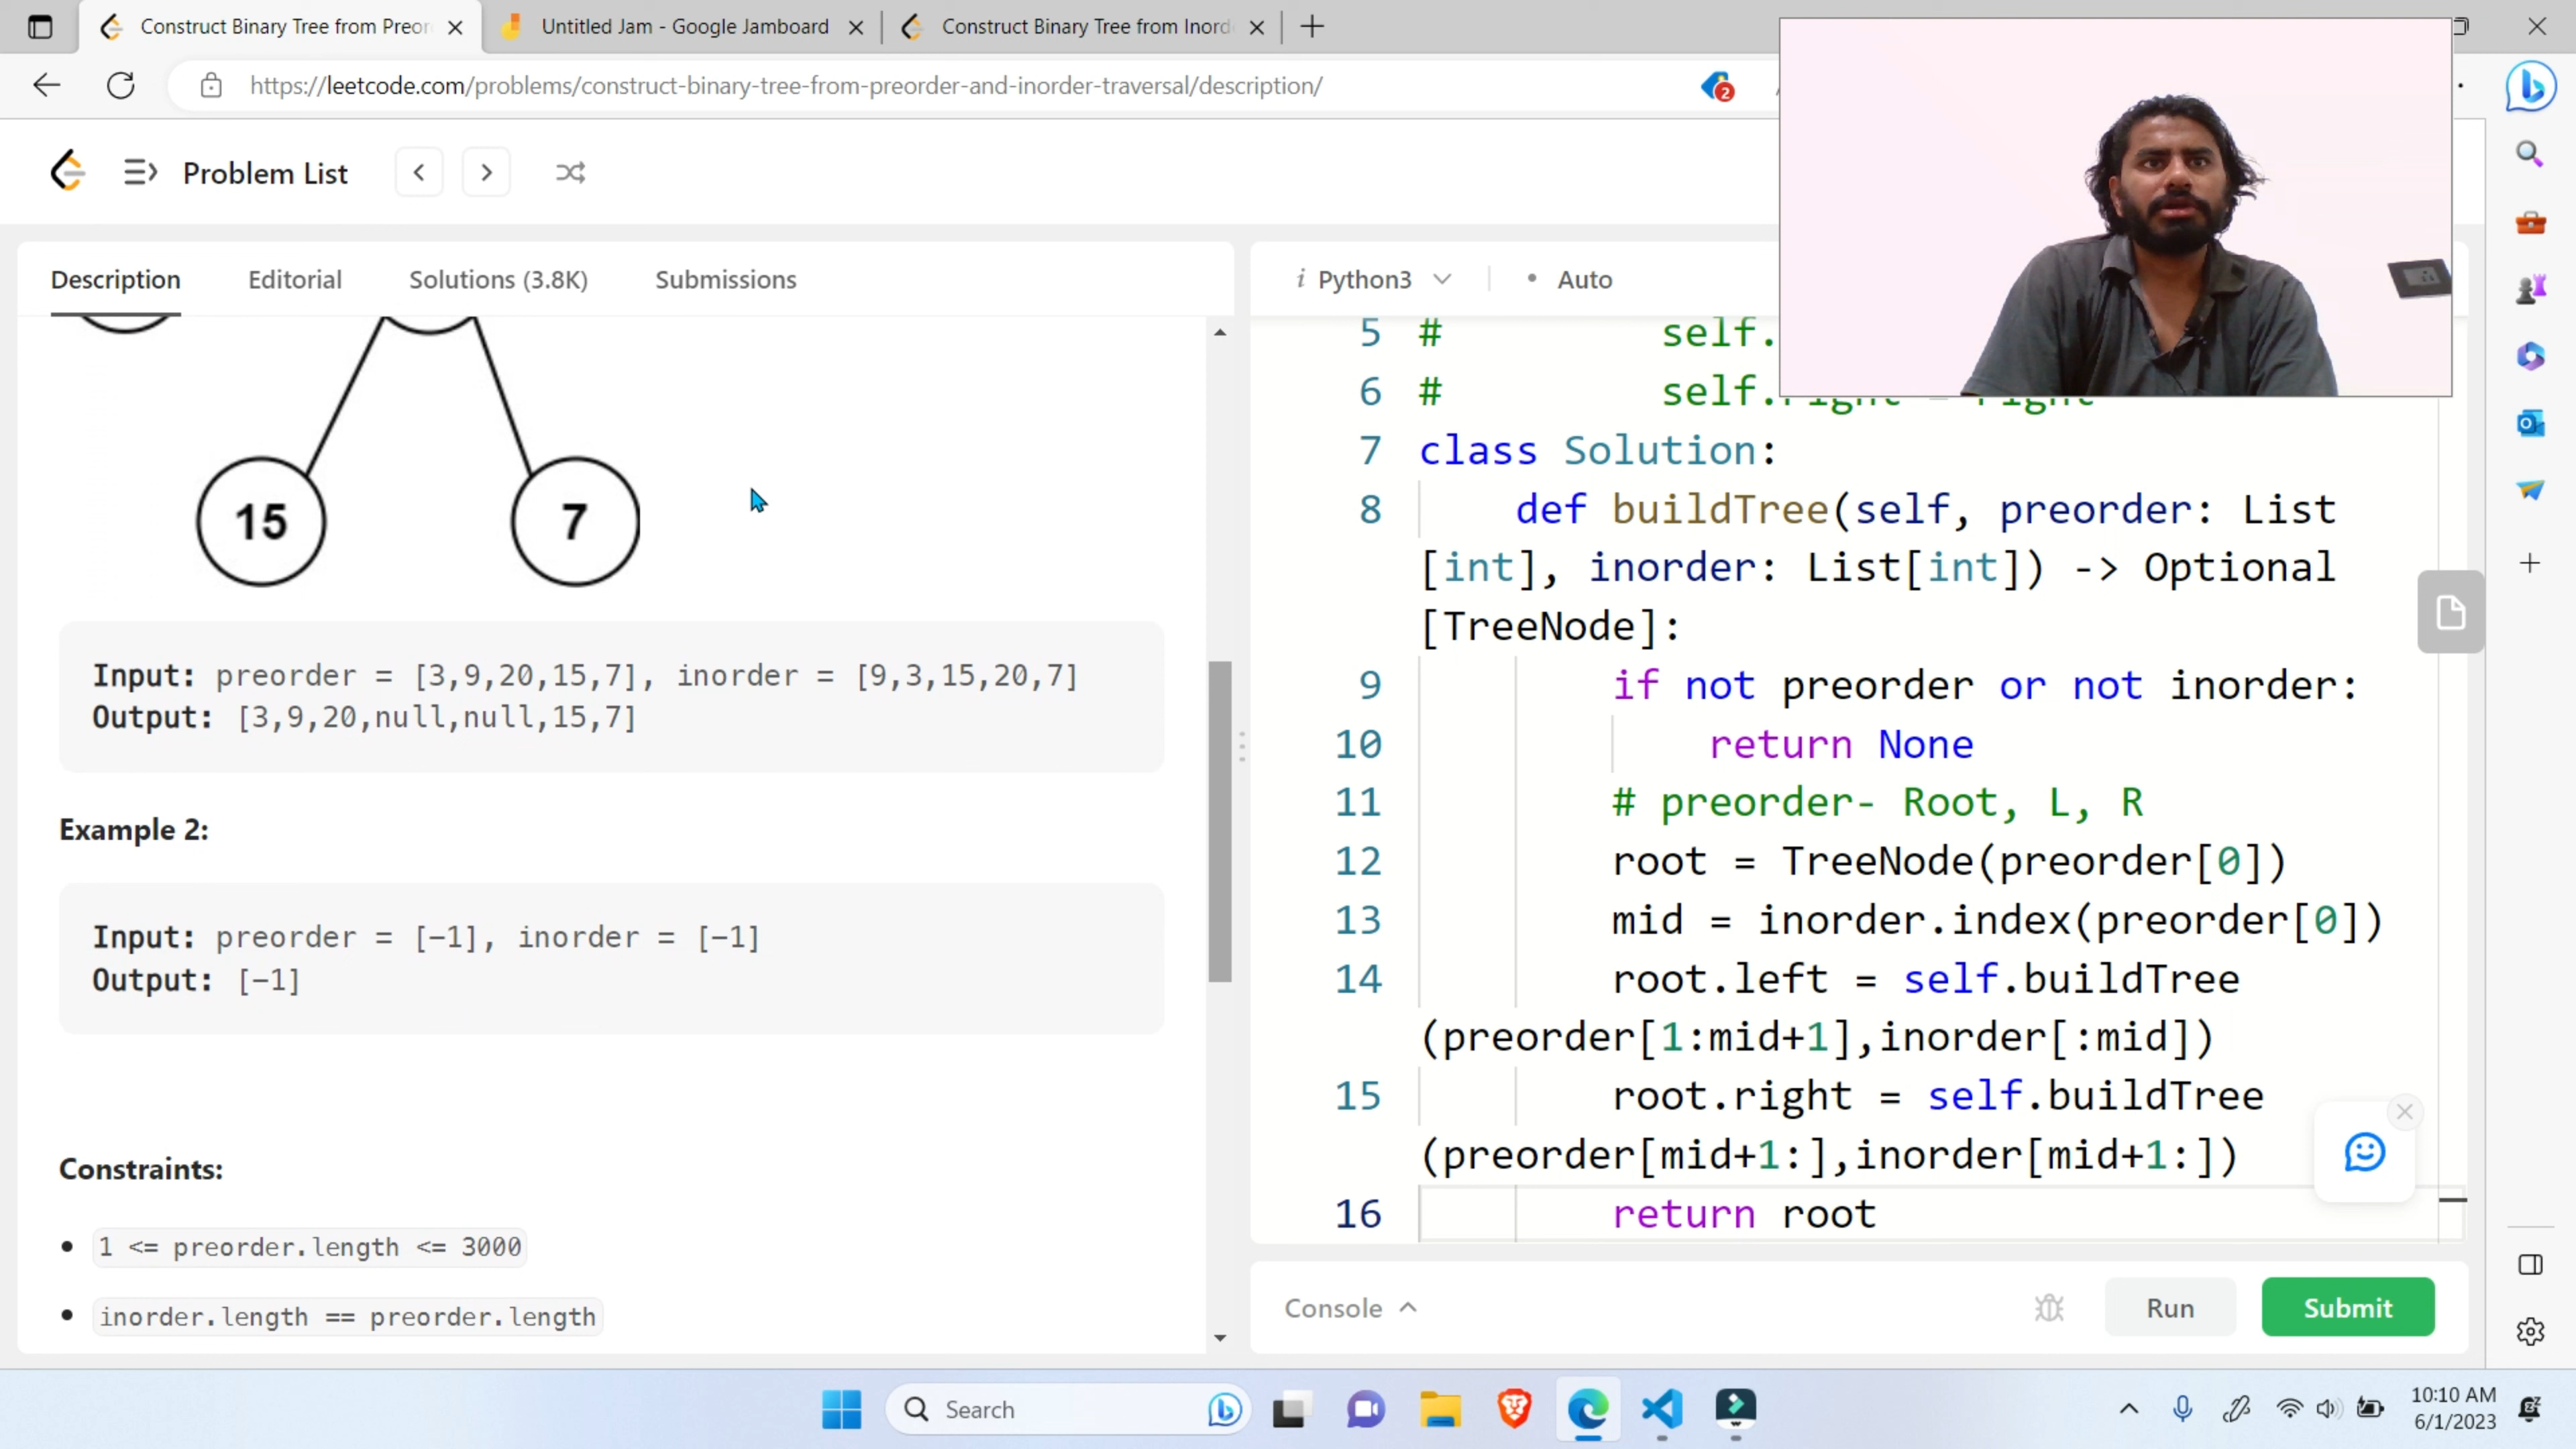 Construct Binary Tree from Preor
Untitled Jam - Google Jamboard
Construct Binary Tree from Inord
https://leetcode.com/problems/construct-binary-tree-from-preorder-and-inorder-traversal/description/
2
Problem List
Description
Editorial
Solutions (3.8K)
Submissions
15
7
Input: preorder = [3,9,20,15,7], inorder = [9,3,15,20,7]
Output: [3,9,20,null,null,15,7]
Example 2:
Input: preorder = [-1], inorder = [-1]
Output: [-1]
Constraints:
• 1 <= preorder.length <= 3000
• inorder.length == preorder.length
i Python3
• Auto
5 # self.
6 # self.right = right
7 class Solution:
8 def buildTree(self, preorder: List
[int], inorder: List[int]) -> Optional
[TreeNode]:
9 if not preorder or not inorder:
10 return None
11 # preorder- Root, L, R
12 root = TreeNode(preorder[0])
13 mid = inorder.index(preorder[0])
14 root.left = self.buildTree
(preorder[1:mid+1],inorder[:mid])
15 root.right = self.buildTree
(preorder[mid+1:],inorder[mid+1:])
16 return root
Console
Run
Submit
Search
10:10 AM
6/1/2023